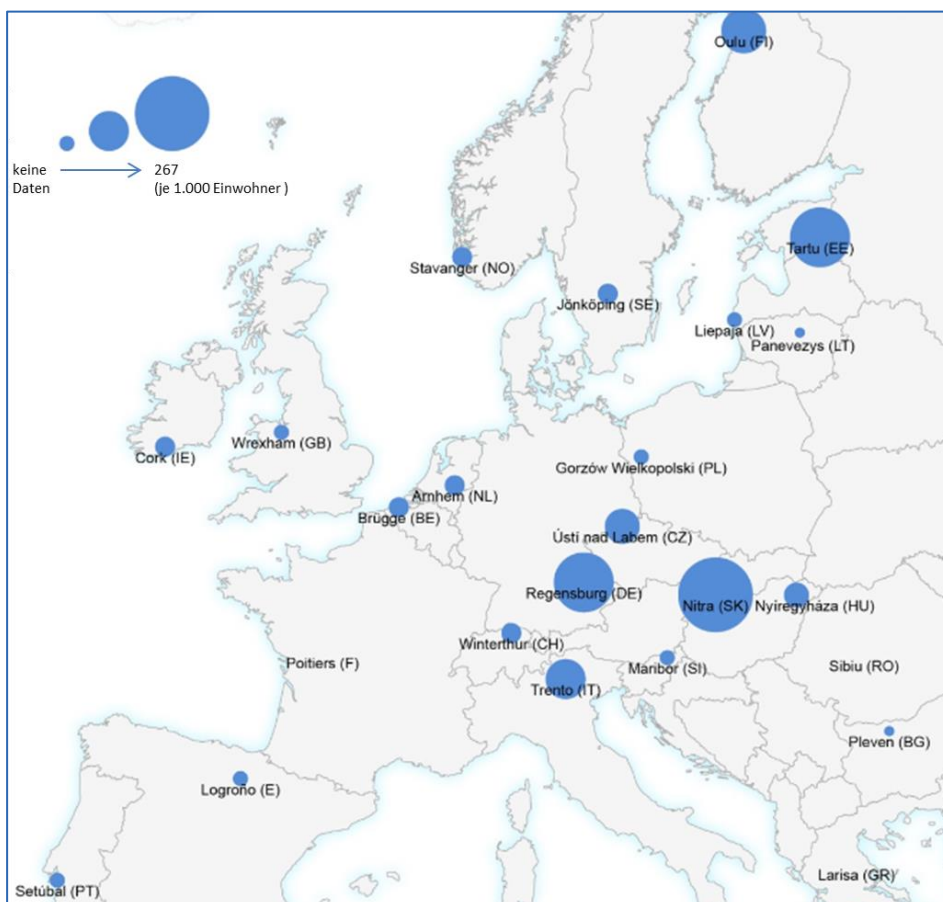 Oulu (FI)
keine
Daten
267
(je 1.000 Einwohner )
Tartu (EE)
Stavanger (NO)
Jönköping (SE)
Liepaja (LV)
Panevezys (LT)
Wrexham (GB)
Cork (IE)
Gorzów Wielkopolski (PL)
Arnhem (NL)
Brügge (BE)
Ústí nad Labem (CZ)
Regensburg (DE)
Nitra (SK)
Nyíregyháza (HU)
Winterthur (CH)
Poitiers (F)
Maribor (SI)
Sibiu (RO)
Trento (IT)
Pleven (BG)
Logroño (E)
Larisa (GR)
Setúbal (PT)